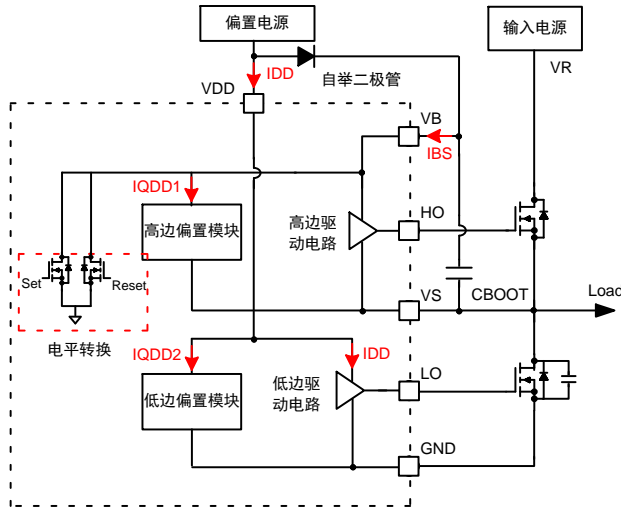 偏置电源
输入电源
IDD
自举二极管
VR
VDD
VB
IBS
IQDD1
高边偏置模块
高边驱
动电路
HO
Set
Reset
电平转换
VS
CBOOT
Load
IQDD2
IDD
低边偏置模块
低边驱
动电路
LO
GND